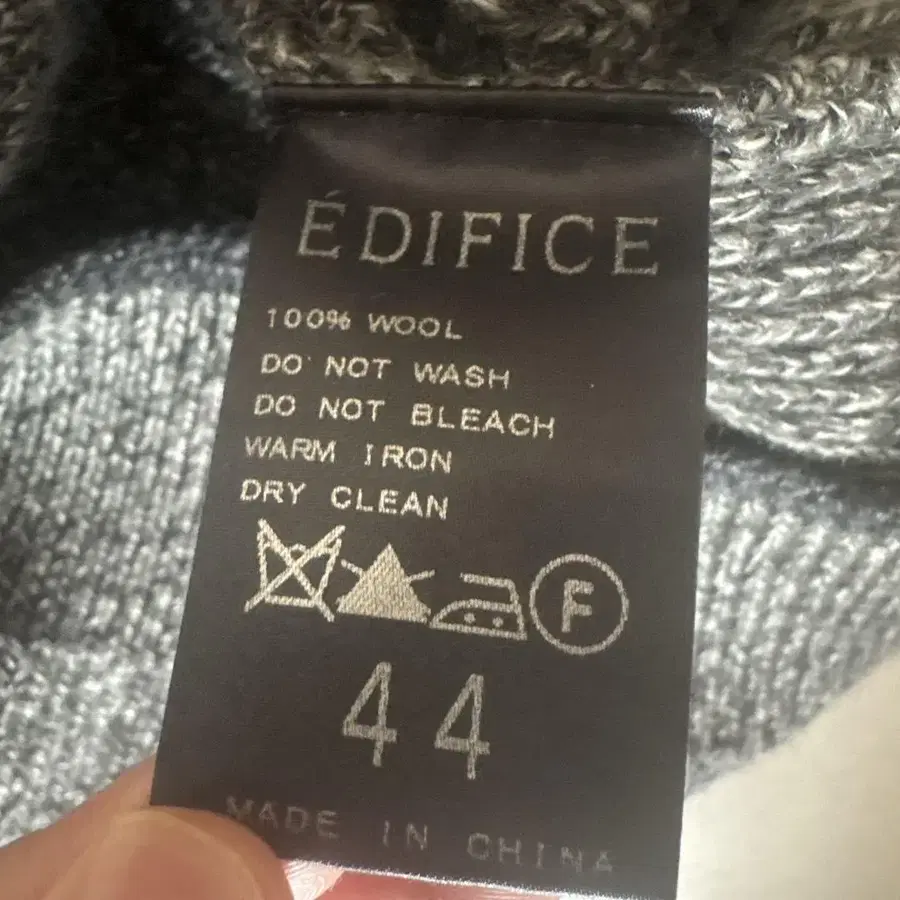 ÉDIFICE
100% WOOL
DO NOT WASH
DO NOT BLEACH
WARM IRON
DRY CLEAN
F
44
MADE IN CHINA